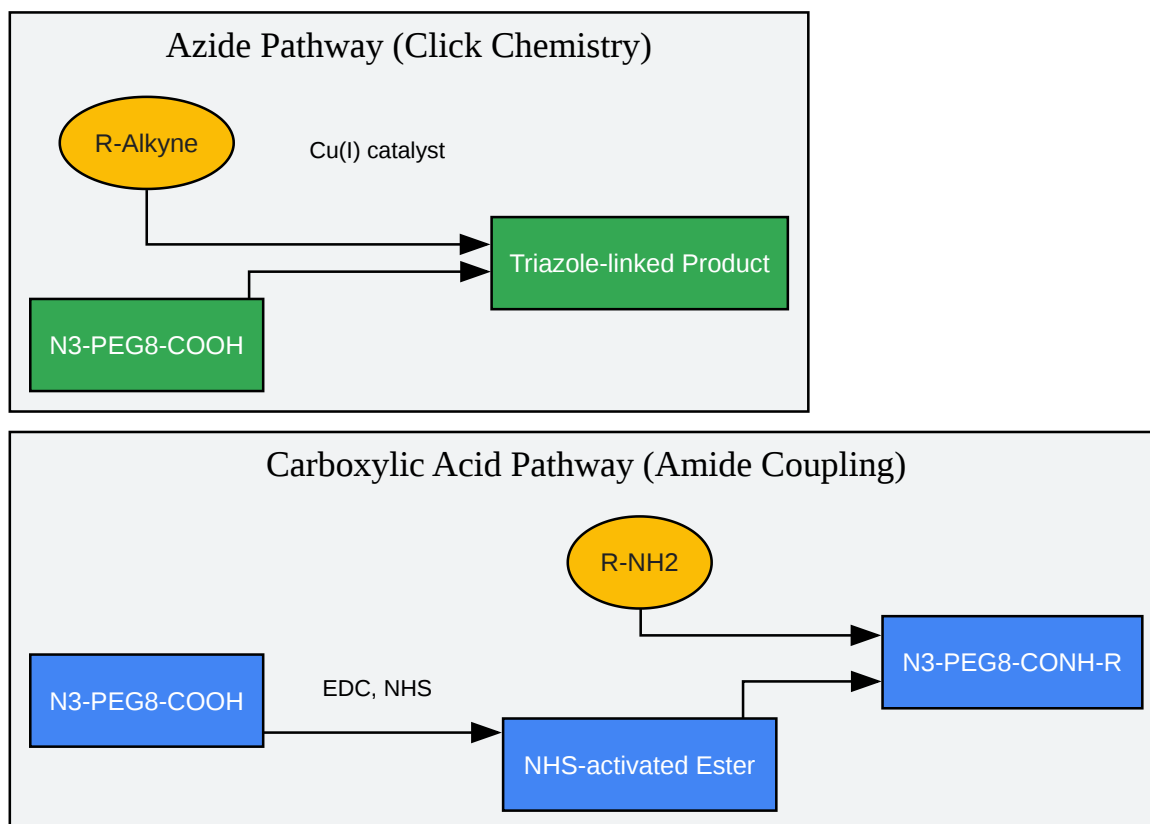 Azide Pathway (Click Chemistry)
R-Alkyne
Cu(I) catalyst
Triazole-linked Product
N3-PEG8-COOH
Carboxylic Acid Pathway (Amide Coupling)
R-NH2
N3-PEG8-CONH-R
N3-PEG8-COOH
EDC, NHS
NHS-activated Ester